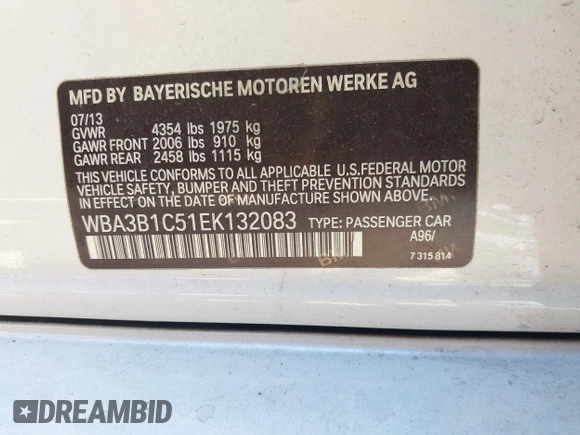 MFD BY BAYERISCHE MOTOREN WERKE AG
07/13
GVWR 4354 lbs 1975 kg
GAWR FRONT 2006 lbs 910 kg
GAWR REAR 2458 lbs 1115 kg
THIS VEHICLE CONFORMS TO ALL APPLICABLE U.S.FEDERAL MOTOR
VEHICLE SAFETY, BUMPER AND THEFT PREVENTION STANDARDS
IN EFFECT ON THE DATE OF MANUFACTURE SHOWN ABOVE.
WBA3B1C51EK132083 TYPE: PASSENGER CAR
A96/
7 315 814
DREAMBID